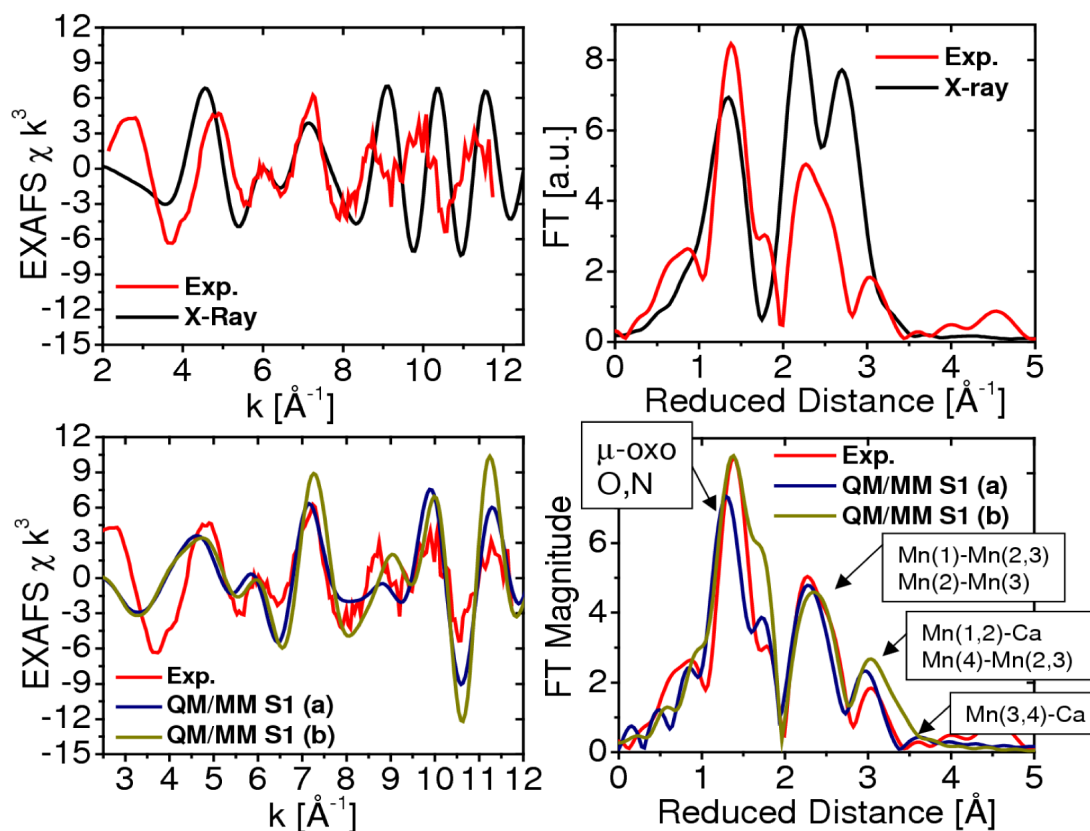 12
9
6
3
0
-3
-6
-9
-12
-15
EXAFS χ k³
Exp.
X-Ray
2 4 6 8 10 12
k [Å⁻¹]
8
6
4
2
0
FT [a.u.]
Exp.
X-ray
0 1 2 3 4 5
Reduced Distance [Å⁻¹]
12
9
6
3
0
-3
-6
-9
-12
-15
EXAFS χ k³
Exp.
QM/MM S1 (a)
QM/MM S1 (b)
3 4 5 6 7 8 9 10 11 12
k [Å⁻¹]
μ-oxo
O,N
6
4
2
0
FT Magnitude
Exp.
QM/MM S1 (a)
QM/MM S1 (b)
Mn(1)-Mn(2,3)
Mn(2)-Mn(3)
Mn(1,2)-Ca
Mn(4)-Mn(2,3)
Mn(3,4)-Ca
0 1 2 3 4 5
Reduced Distance [Å]